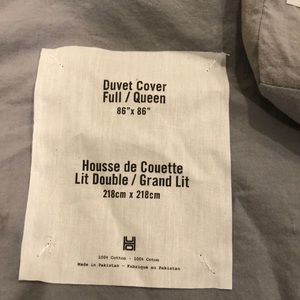 Duvet Cover
Full / Queen
86"x 86"
Housse de Couette
Lit Double / Grand Lit
218cm x 218cm
100% Cotton - 100% Coton
Made in Pakistan - Fabrique au Pakistan